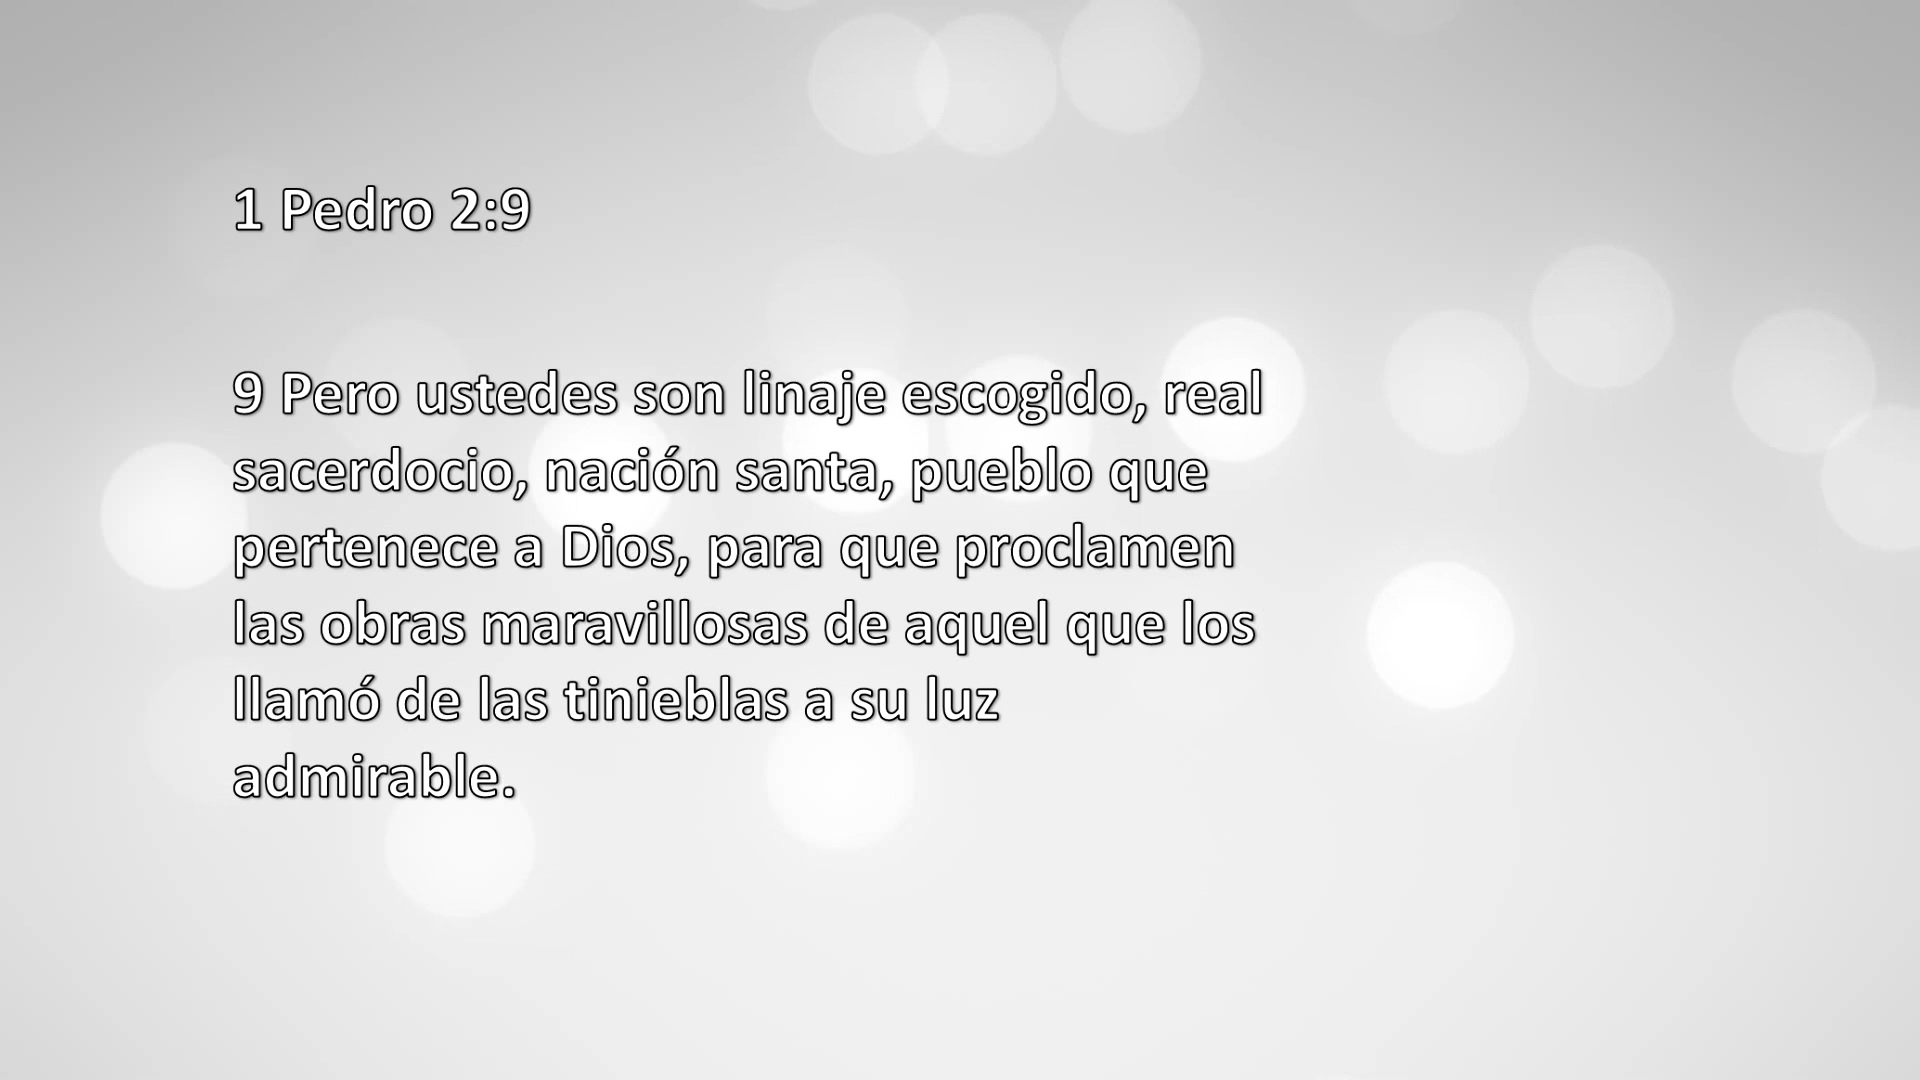 1 Pedro 2:9
9 Pero ustedes son linaje escogido, real
sacerdocio, nación santa, pueblo que
pertenece a Dios, para que proclamen
las obras maravillosas de aquel que los
llamó de las tinieblas a su luz
admirable.